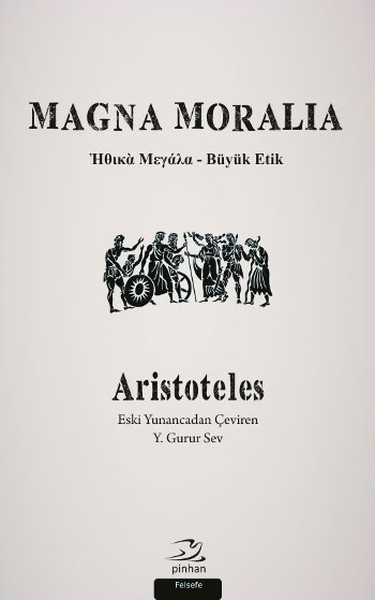 MAGNA MORALIA
Ἠθικὰ Μεγάλα - Büyük Etik
Aristoteles
Eski Yunancadan Çeviren
Y. Gurur Sev
pinhan
Felsefe